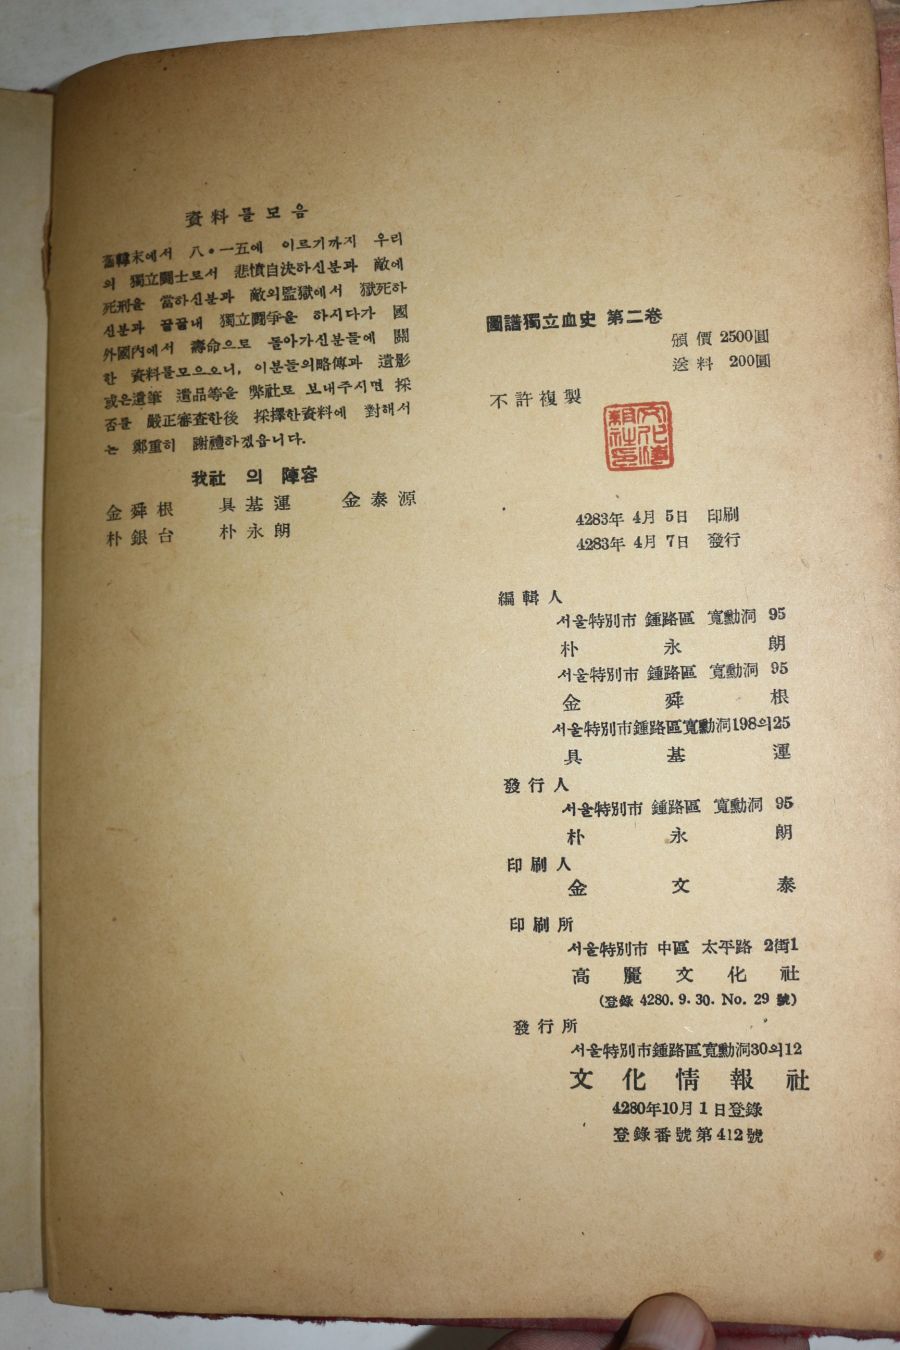 資料를모음
舊韓末에서 八·一五에 이르기까지 우리
의 獨立鬪士로서 悲憤自決하신분과 敵에
死刑을 當하신분과 敵의監獄에서 獄死하
신분과 끝끝내 獨立鬪爭을 하시다가 國
外國內에서 壽命으로 돌아가신분들에 關
한 資料를모으오니, 이분들의略傳과 遺影
或은遺筆 遺品等을 弊社로 보내주시면 採
否를 嚴正審査한後 採擇한資料에 對해서
는 鄭重히 謝禮하겠읍니다.
我社 의 陣容
金舜根 具基運 金泰源
朴銀台 朴永朗
圖譜獨立血史 第二卷
頒價 2500圓
送料 200圓
不許複製
4283年 4月 5日 印刷
4283年 4月 7日 發行
編輯人
서울特別市 鍾路區 寬勳洞 95
朴永朗
서울特別市 鍾路區 寬勳洞 95
金舜根
서울特別市鍾路區寬勳洞198의25
具基運
發行人
서울特別市 鍾路區 寬勳洞 95
朴永朗
印刷人
金文泰
印刷所
서울特別市 中區 太平路 2街1
高麗文化社
(登錄 4280. 9. 30. No. 29 號)
發行所
서울特別市鍾路區寬勳洞30의12
文化情報社
4280年10月1日登錄
登錄番號第412號